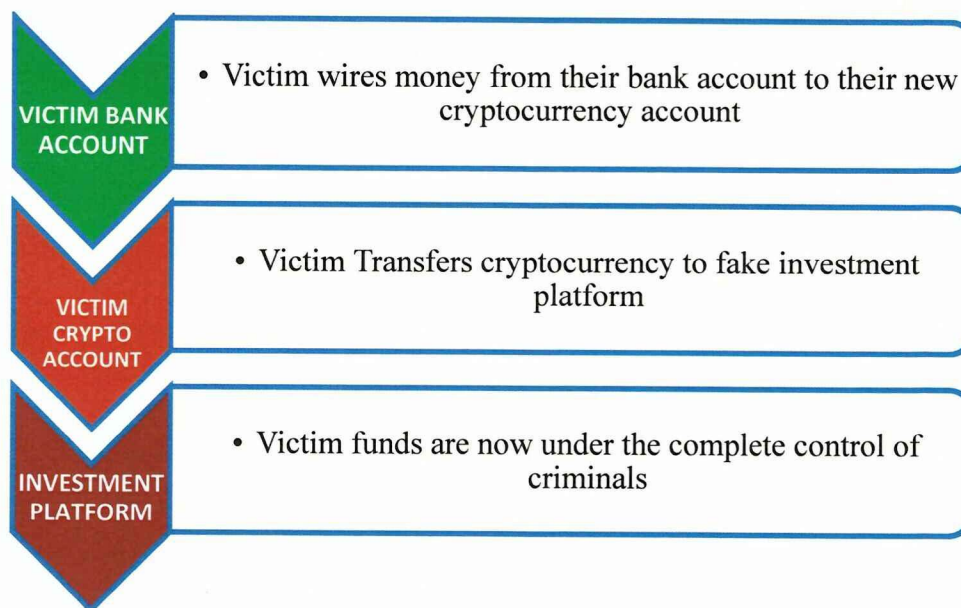 VICTIM BANK
ACCOUNT
• Victim wires money from their bank account to their new
cryptocurrency account
VICTIM
CRYPTO
ACCOUNT
• Victim Transfers cryptocurrency to fake investment
platform
INVESTMENT
PLATFORM
• Victim funds are now under the complete control of
criminals